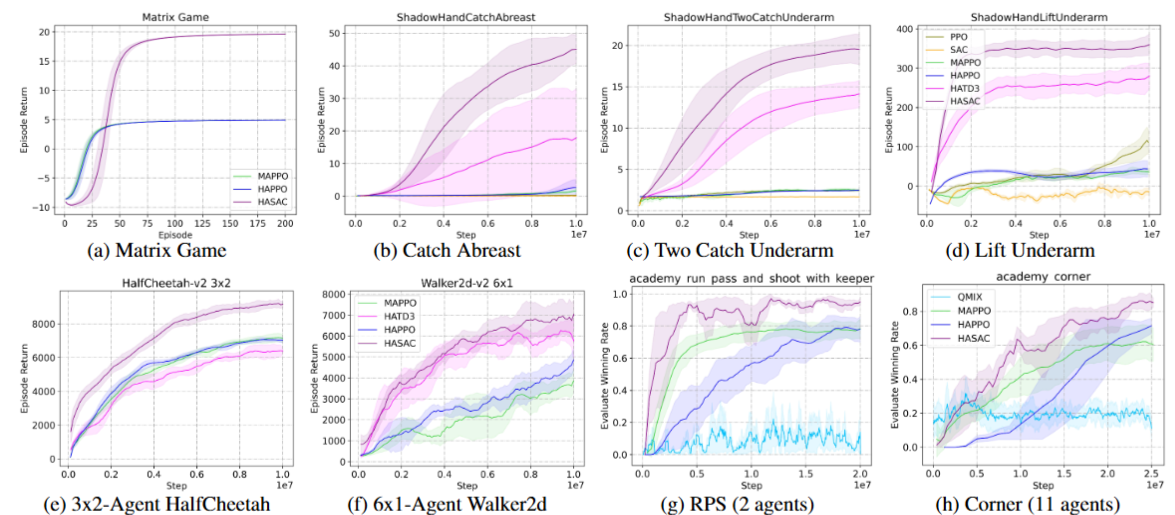 Matrix Game
Episode Return
20
15
10
5
0
−5
−10
MAPPO
HAPPO
HASAC
0 25 50 75 100 125 150 175 200
Episode
(a) Matrix Game
ShadowHandCatchAbreast
Episode Return
50
40
30
20
10
0
0.0 0.2 0.4 0.6 0.8 1.0
Step
1e7
(b) Catch Abreast
ShadowHandTwoCatchUnderarm
Episode Return
20
15
10
5
0
0.0 0.2 0.4 0.6 0.8 1.0
Step
1e7
(c) Two Catch Underarm
ShadowHandLiftUnderarm
Episode Return
400
300
200
100
0
PPO
SAC
MAPPO
HAPPO
HATD3
HASAC
0.0 0.2 0.4 0.6 0.8 1.0
Step
1e7
(d) Lift Underarm
HalfCheetah-v2 3x2
Episode Return
8000
6000
4000
2000
0
0.0 0.2 0.4 0.6 0.8 1.0
Step
1e7
(e) 3x2-Agent HalfCheetah
Walker2d-v2 6x1
Episode Return
8000
7000
6000
5000
4000
3000
2000
1000
0
MAPPO
HATD3
HAPPO
HASAC
0.0 0.2 0.4 0.6 0.8 1.0
Step
1e7
(f) 6x1-Agent Walker2d
academy run pass and shoot with keeper
Evaluate Winning Rate
1.0
0.8
0.6
0.4
0.2
0.0
0.0 0.5 1.0 1.5 2.0
Step
1e7
(g) RPS (2 agents)
academy corner
Evaluate Winning Rate
0.8
0.6
0.4
0.2
0.0
QMIX
MAPPO
HAPPO
HASAC
0.0 0.5 1.0 1.5 2.0 2.5
Step
1e7
(h) Corner (11 agents)